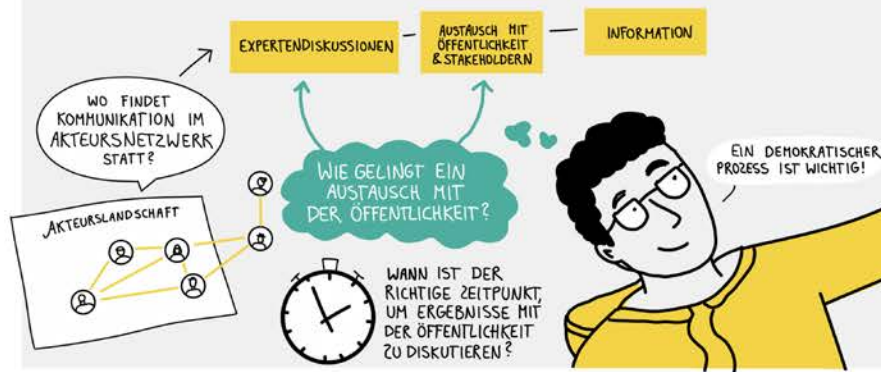 EXPERTENDISKUSSIONEN
AUSTAUSCH MIT
ÖFFENTLICHKEIT
& STAKEHOLDERN
INFORMATION
WO FINDET
KOMMUNIKATION IM
AKTEURSNETZWERK
STATT?
WIE GELINGT EIN
AUSTAUSCH MIT
DER ÖFFENTLICHKEIT?
EIN DEMOKRATISCHER
PROZESS IST WICHTIG!
AKTEURSLANDSCHAFT
WANN IST DER
RICHTIGE ZEITPUNKT,
UM ERGEBNISSE MIT
DER ÖFFENTLICHKEIT
ZU DISKUTIEREN?